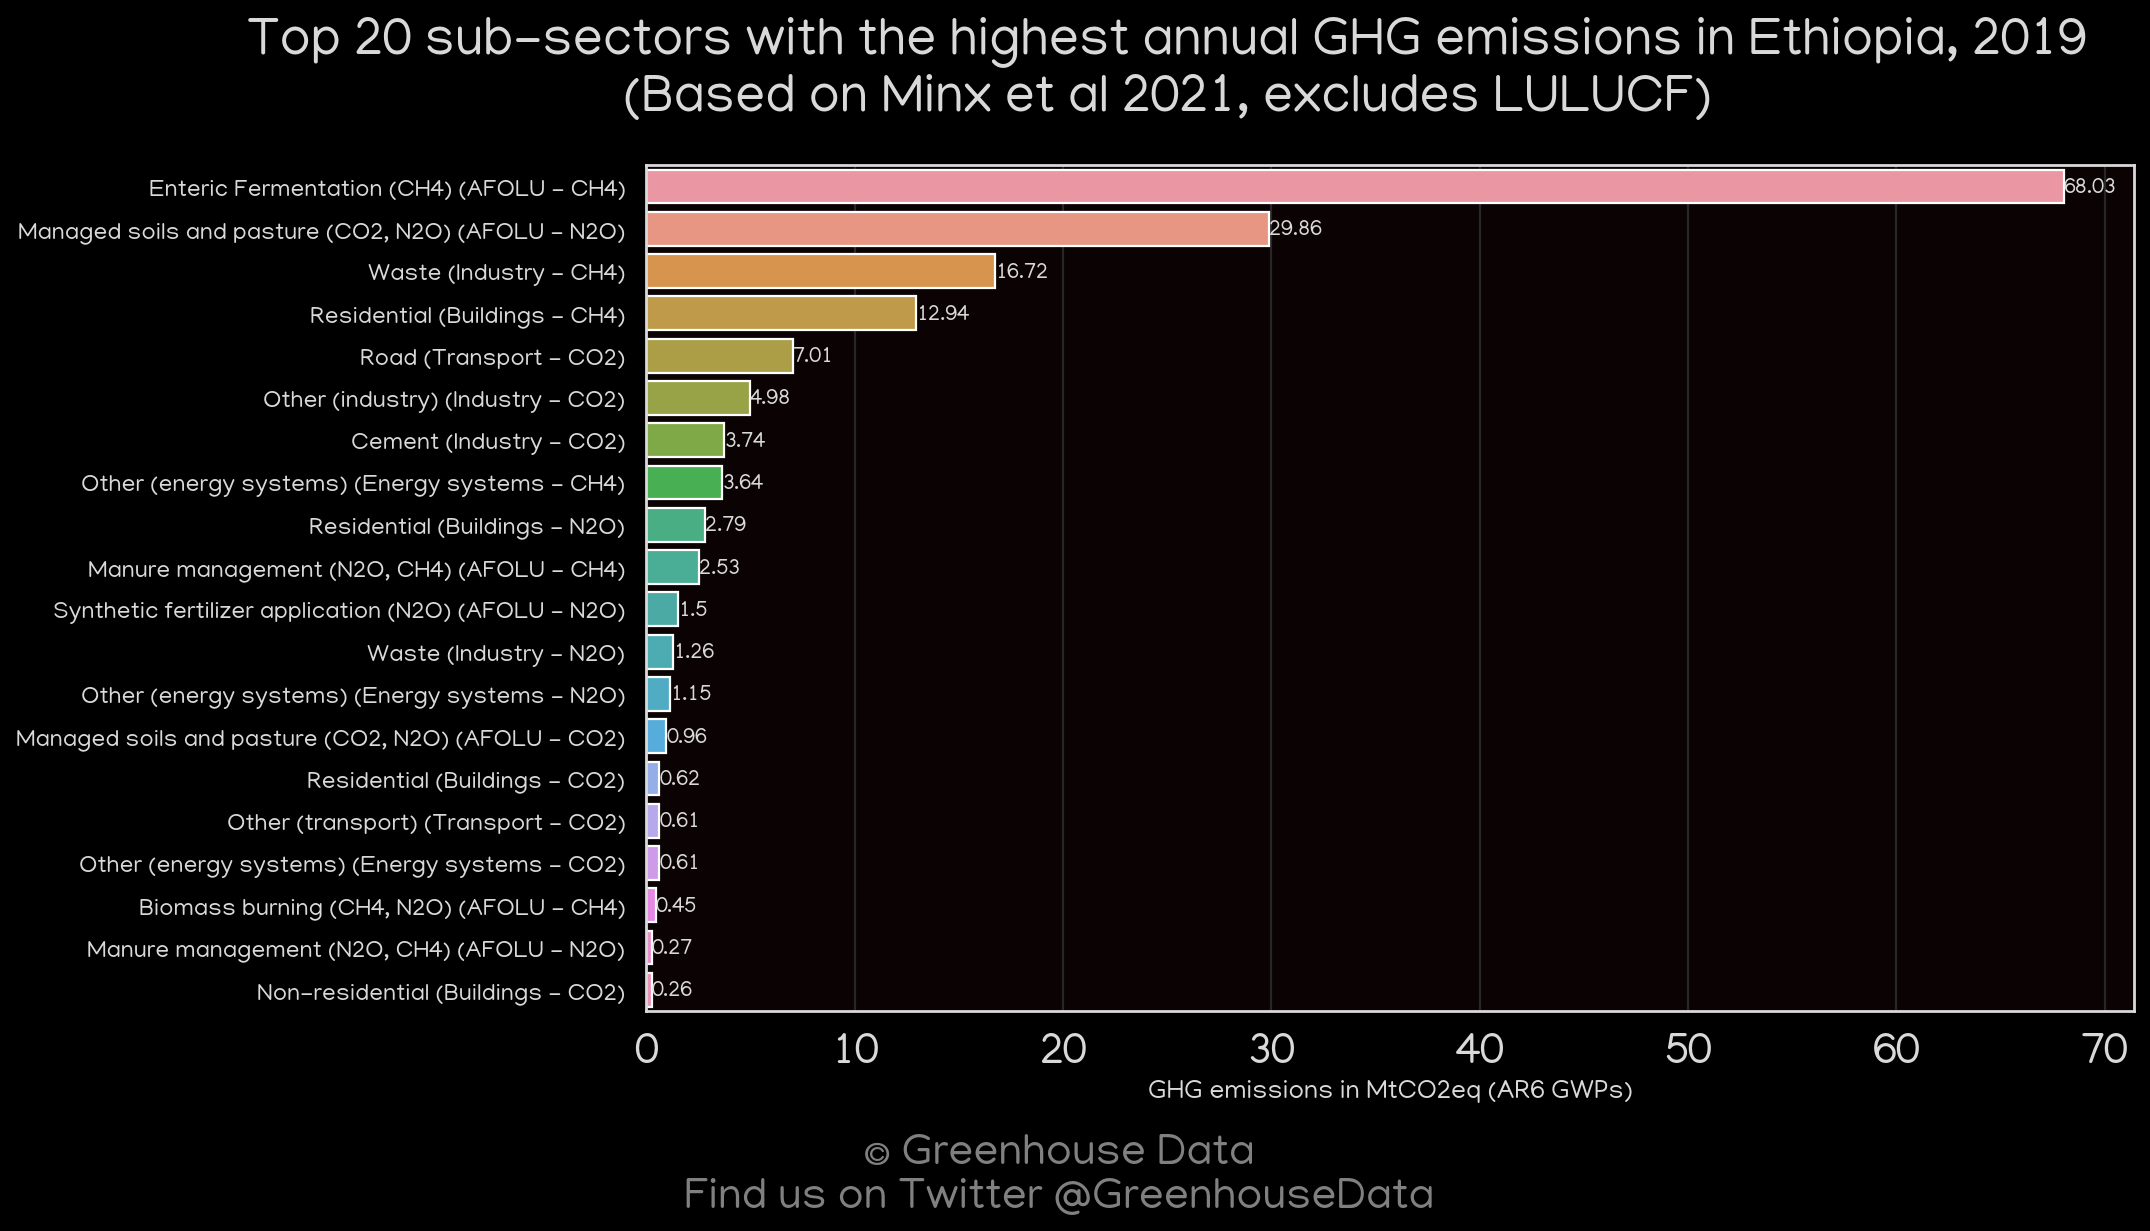 Top 20 sub-sectors with the highest annual GHG emissions in Ethiopia, 2019
(Based on Minx et al 2021, excludes LULUCF)
Enteric Fermentation (CH4) (AFOLU - CH4) 68.03
Managed soils and pasture (CO2, N2O) (AFOLU - N2O) 29.86
Waste (Industry - CH4) 16.72
Residential (Buildings - CH4) 12.94
Road (Transport - CO2) 7.01
Other (industry) (Industry - CO2) 4.98
Cement (Industry - CO2) 3.74
Other (energy systems) (Energy systems - CH4) 3.64
Residential (Buildings - N2O) 2.79
Manure management (N2O, CH4) (AFOLU - CH4) 2.53
Synthetic fertilizer application (N2O) (AFOLU - N2O) 1.5
Waste (Industry - N2O) 1.26
Other (energy systems) (Energy systems - N2O) 1.15
Managed soils and pasture (CO2, N2O) (AFOLU - CO2) 0.96
Residential (Buildings - CO2) 0.62
Other (transport) (Transport - CO2) 0.61
Other (energy systems) (Energy systems - CO2) 0.61
Biomass burning (CH4, N2O) (AFOLU - CH4) 0.45
Manure management (N2O, CH4) (AFOLU - N2O) 0.27
Non-residential (Buildings - CO2) 0.26
0 10 20 30 40 50 60 70
GHG emissions in MtCO2eq (AR6 GWPs)
© Greenhouse Data
Find us on Twitter @GreenhouseData